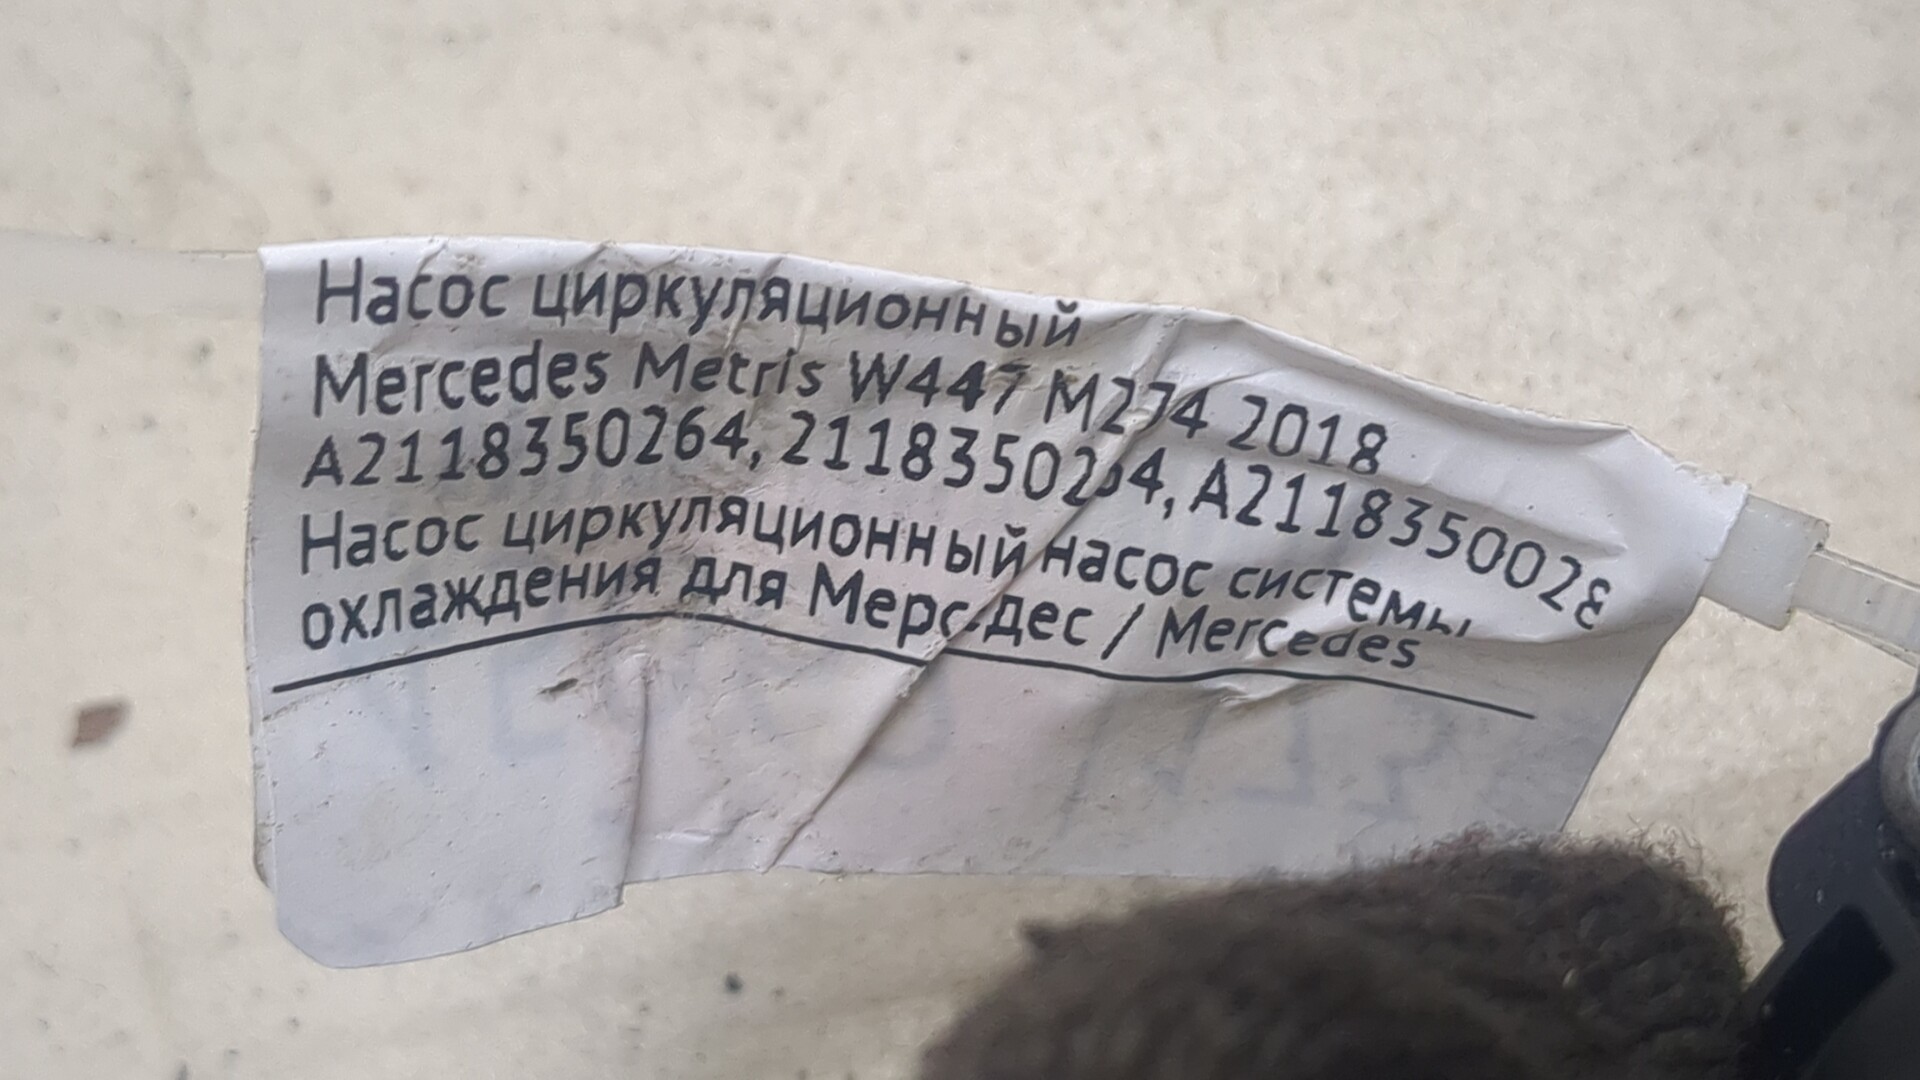 Насос циркуляционный
Mercedes Metris W447 M274 2018
A2118350264, 2118350264, A2118350028
Насос циркуляционный насос системы
охлаждения для Мерседес / Mercedes